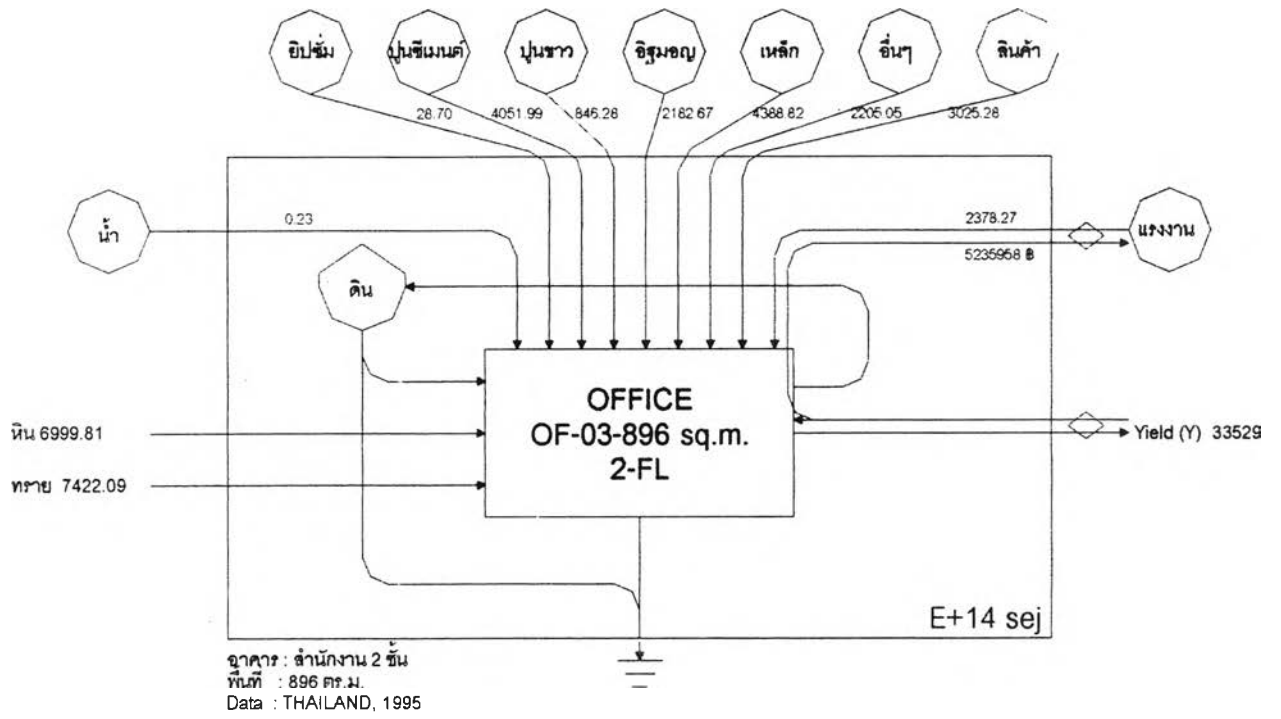 ยิปซั่ม ปูนซีเมนต์ ปูนขาว อิฐมอญ เหล็ก อื่นๆ สินค้า
28.70 4051.99 846.28 2182.67 4388.82 2205.05 3025.28
น้ำ 0.23
2378.27 แรงงาน
5235958 ฿
ดิน
OFFICE
OF-03-896 sq.m.
2-FL
หิน 6999.81
Yield (Y) 33529
ทราย 7422.09
E+14 sej
อาคาร : สำนักงาน 2 ชั้น
พื้นที่ : 896 ตร.ม.
Data : THAILAND, 1995